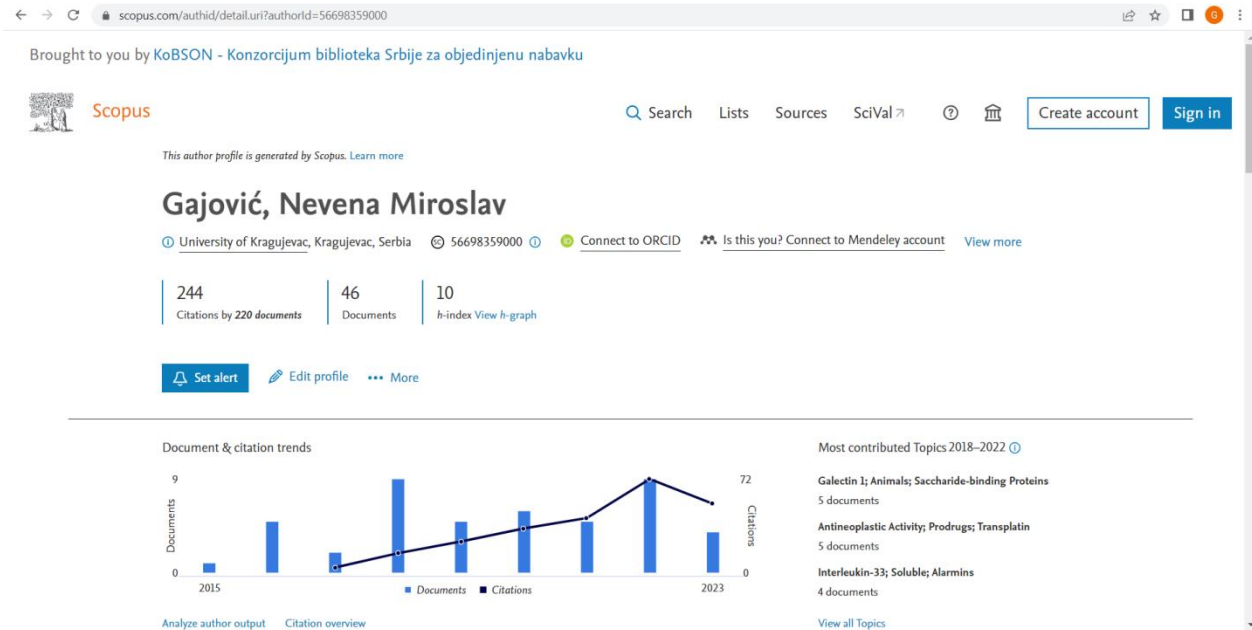 scopus.com/authid/detail.uri?authorId=56698359000
G
Brought to you by KoBSON - Konzorcijum biblioteka Srbije za objedinjenu nabavku
Scopus
Search Lists Sources SciVal Create account Sign in
This author profile is generated by Scopus. Learn more
Gajović, Nevena Miroslav
University of Kragujevac, Kragujevac, Serbia 56698359000 Connect to ORCID Is this you? Connect to Mendeley account View more
244 46 10
Citations by 220 documents Documents h-index View h-graph
Set alert Edit profile More
Document & citation trends
9 72
Documents
Citations
0 0
2015 2023
Documents Citations
Analyze author output Citation overview
Most contributed Topics 2018–2022
Galectin 1; Animals; Saccharide-binding Proteins
5 documents
Antineoplastic Activity; Prodrugs; Transplatin
5 documents
Interleukin-33; Soluble; Alarmins
4 documents
View all Topics